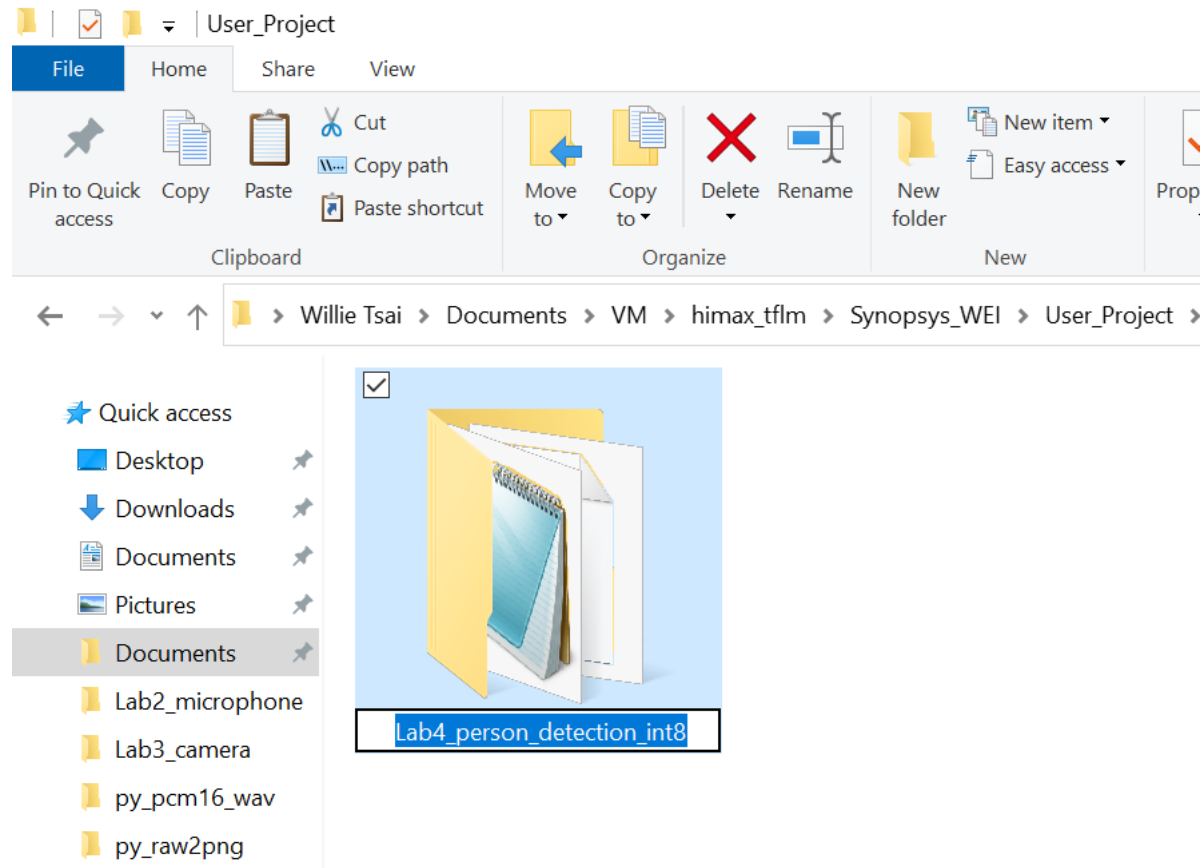 User_Project
File Home Share View
Pin to Quick access
Copy
Paste
Cut
Copy path
Paste shortcut
Clipboard
Move to
Copy to
Delete
Rename
Organize
New folder
New item
Easy access
New
Prop
Willie Tsai > Documents > VM > himax_tflm > Synopsys_WEI > User_Project >
Quick access
Desktop
Downloads
Documents
Pictures
Documents
Lab2_microphone
Lab3_camera
py_pcm16_wav
py_raw2png
Lab4_person_detection_int8